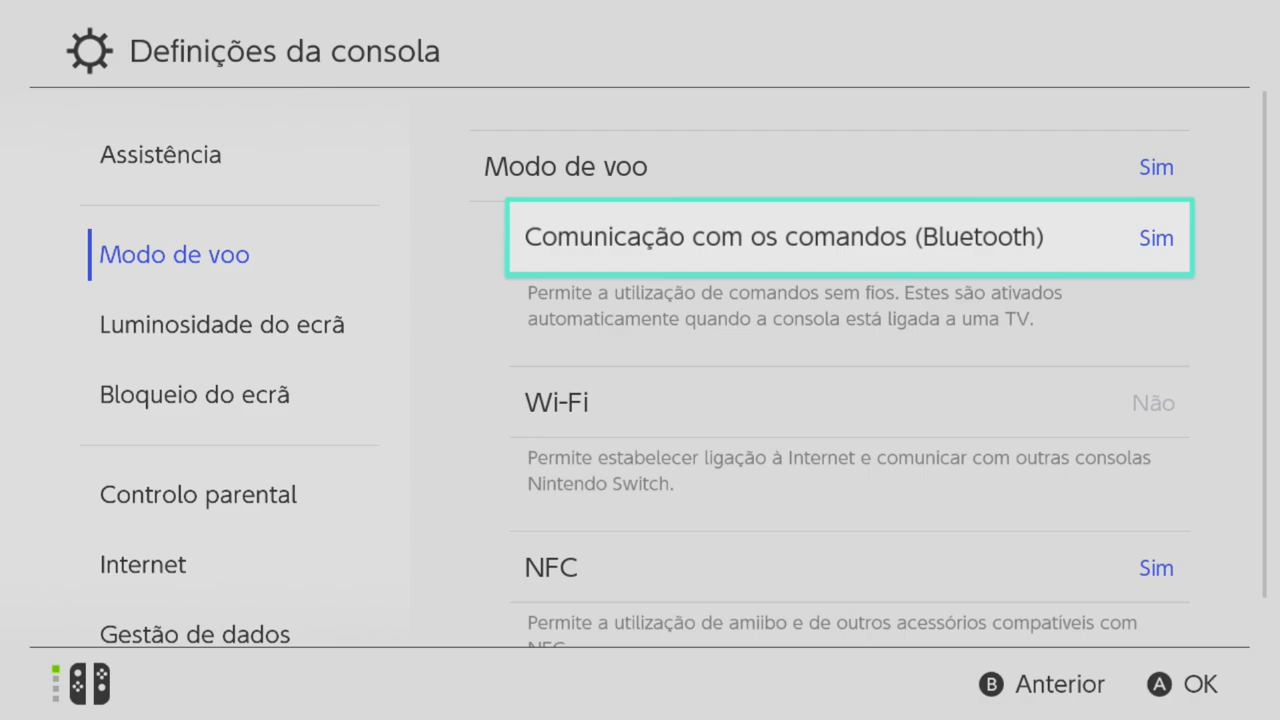 Definições da consola
Assistência
Modo de voo
Luminosidade do ecrã
Bloqueio do ecrã
Controlo parental
Internet
Gestão de dados
Modo de voo Sim
Comunicação com os comandos (Bluetooth) Sim
Permite a utilização de comandos sem fios. Estes são ativados
automaticamente quando a consola está ligada a uma TV.
Wi-Fi Não
Permite estabelecer ligação à Internet e comunicar com outras consolas
Nintendo Switch.
NFC Sim
Permite a utilização de amiibo e de outros acessórios compatíveis com
NFC.
B Anterior A OK